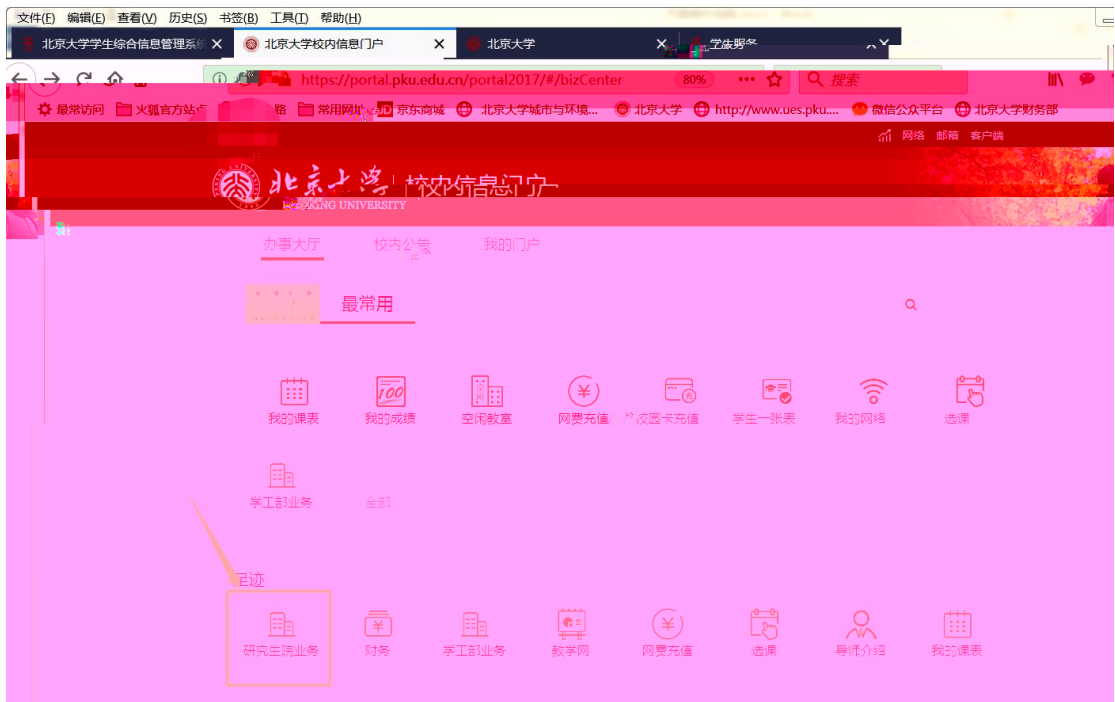 文件(F) 编辑(E) 查看(V) 历史(S) 书签(B) 工具(T) 帮助(H)
北京大学学生综合信息管理系统 × 北京大学校内信息门户 × 北京大学 ×
https://portal.pku.edu.cn/portal2017/#/bizCenter 80% 搜索
最常访问 火狐官方站点 常用网址 JD 京东商城 北京大学城市与环境... 北京大学 http://www.ues.pku.... 微信公众平台 北京大学财务部
网络 邮箱 客户端
北京大学 校内信息门户
PEKING UNIVERSITY
办事大厅 校内公告 我的门户
最常用
我的课表 我的成绩 空闲教室 网费充值 校园卡充值 学生一张表 我的网络 选课
学工部业务 全部
足迹
研究生院业务 财务 学工部业务 教学网 网费充值 选课 导师介绍 我的课表